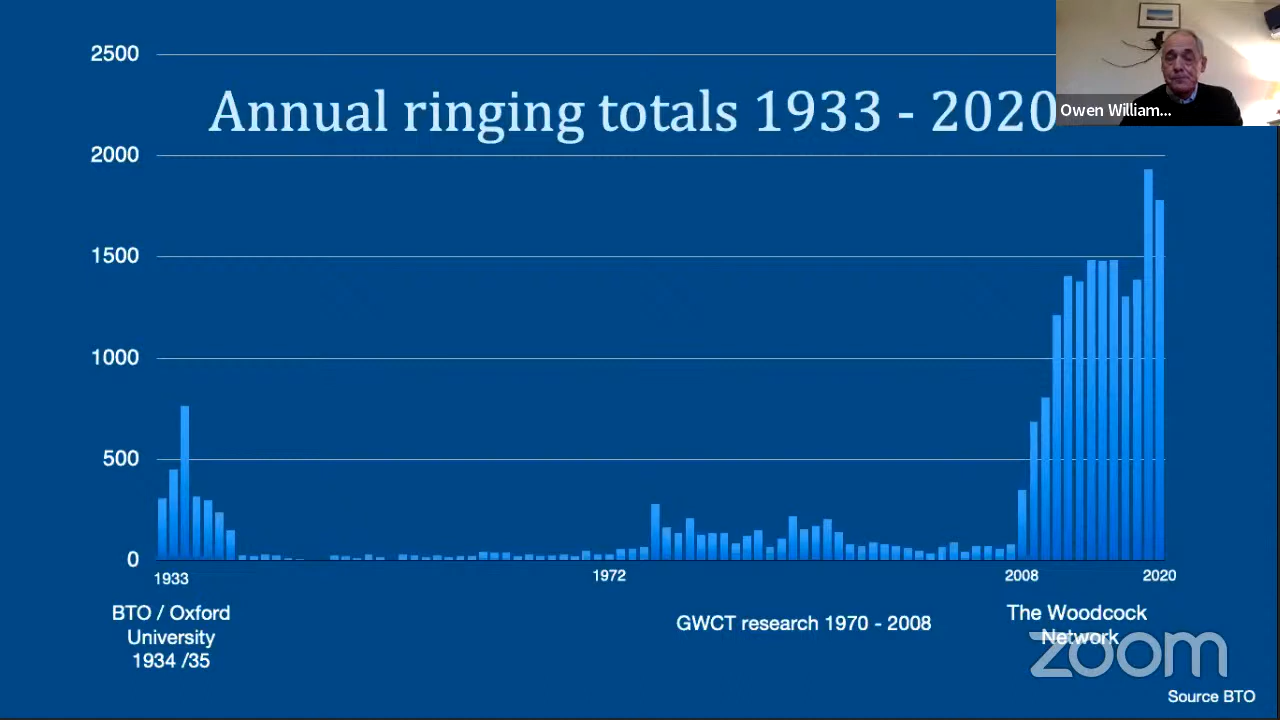 2500
Annual ringing totals 1933 - 2020
Owen William...
2000
1500
1000
500
0
1933
1972
2008
2020
BTO / Oxford
University
1934 /35
GWCT research 1970 - 2008
The Woodcock
Network
zoom
Source BTO